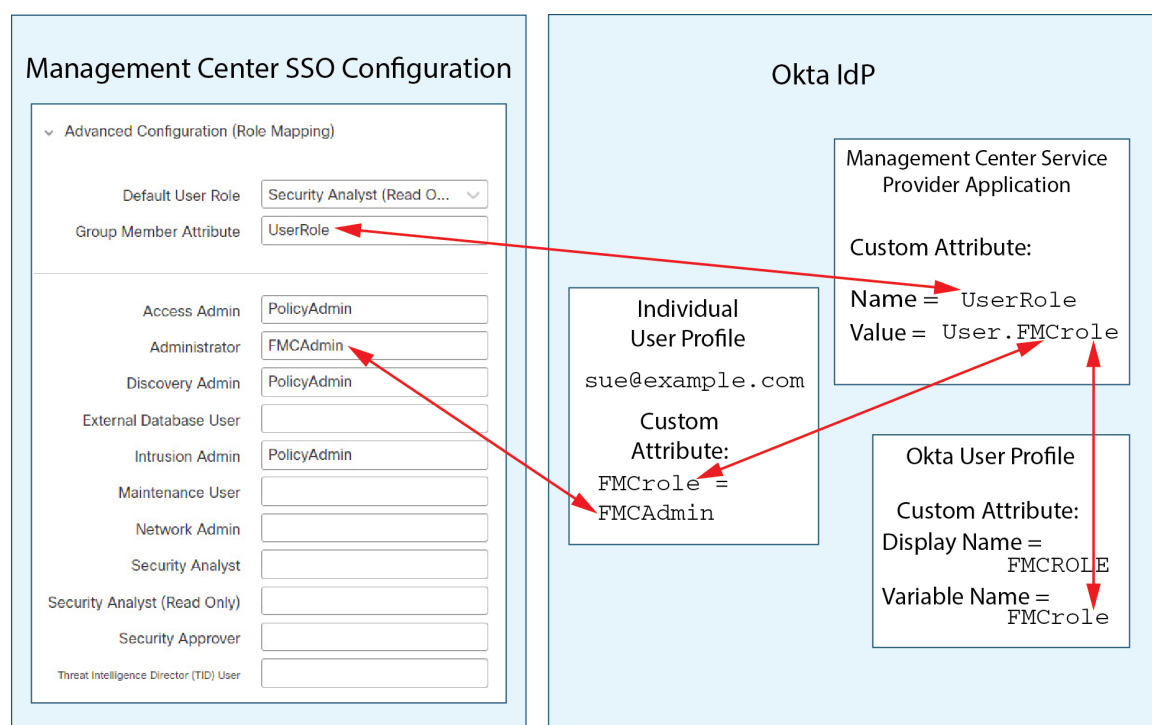 Management Center SSO Configuration
Advanced Configuration (Role Mapping)
Default User Role Security Analyst (Read O...
Group Member Attribute UserRole
Access Admin PolicyAdmin
Administrator FMCAdmin
Discovery Admin PolicyAdmin
External Database User
Intrusion Admin PolicyAdmin
Maintenance User
Network Admin
Security Analyst
Security Analyst (Read Only)
Security Approver
Threat Intelligence Director (TID) User
Okta IdP
Management Center Service
Provider Application
Custom Attribute:
Name = UserRole
Value = User.FMCrole
Individual
User Profile
sue@example.com
Custom
Attribute:
FMCrole =
FMCAdmin
Okta User Profile
Custom Attribute:
Display Name =
FMCROLE
Variable Name =
FMCrole